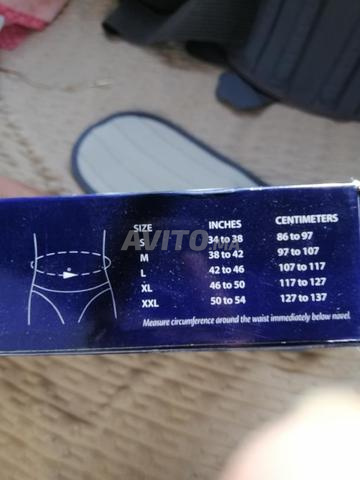 SIZE INCHES CENTIMETERS
S 34 to 38 86 to 97
M 38 to 42 97 to 107
L 42 to 46 107 to 117
XL 46 to 50 117 to 127
XXL 50 to 54 127 to 137
Measure circumference around the waist immediately below navel
AVITO.ma